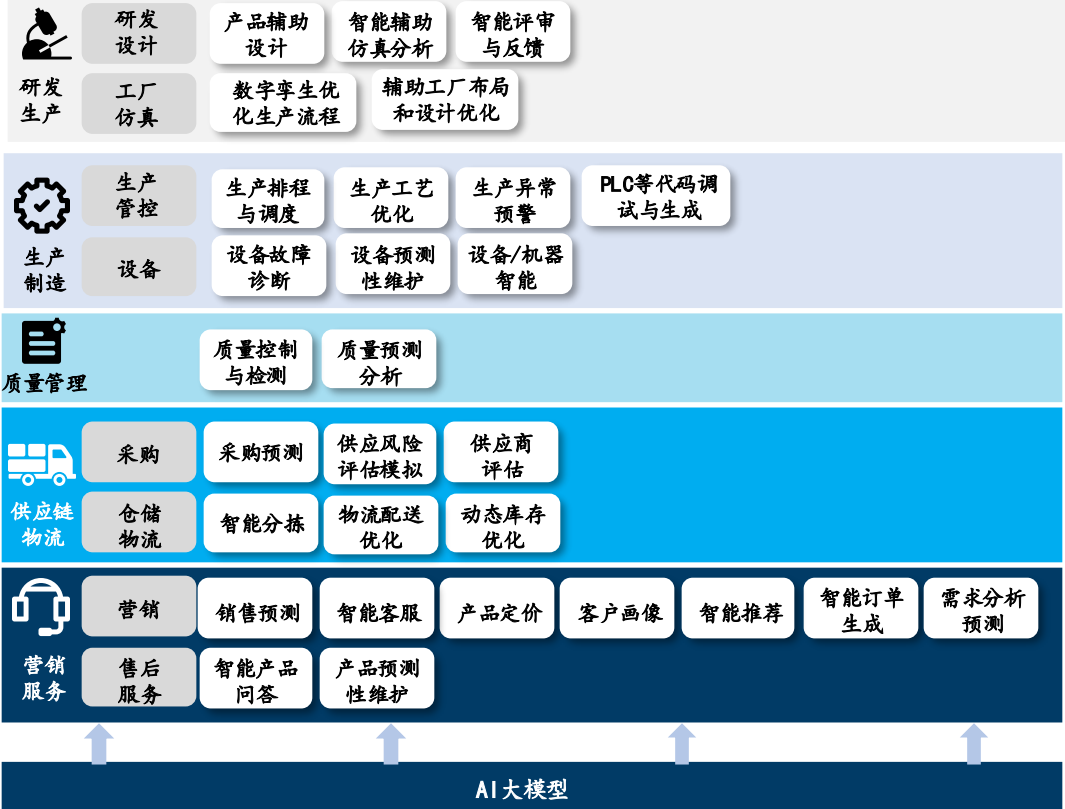 研发
生产
研发
设计
产品辅助
设计
智能辅助
仿真分析
智能评审
与反馈
工厂
仿真
数字孪生优
化生产流程
辅助工厂布局
和设计优化
生产
制造
生产
管控
生产排程
与调度
生产工艺
优化
生产异常
预警
PLC等代码调
试与生成
设备
设备故障
诊断
设备预测
性维护
设备/机器
智能
质量管理
质量控制
与检测
质量预测
分析
供应链
物流
采购
采购预测
供应风险
评估模拟
供应商
评估
仓储
物流
智能分拣
物流配送
优化
动态库存
优化
营销
服务
营销
销售预测
智能客服
产品定价
客户画像
智能推荐
智能订单
生成
需求分析
预测
售后
服务
智能产品
问答
产品预测
性维护
AI大模型